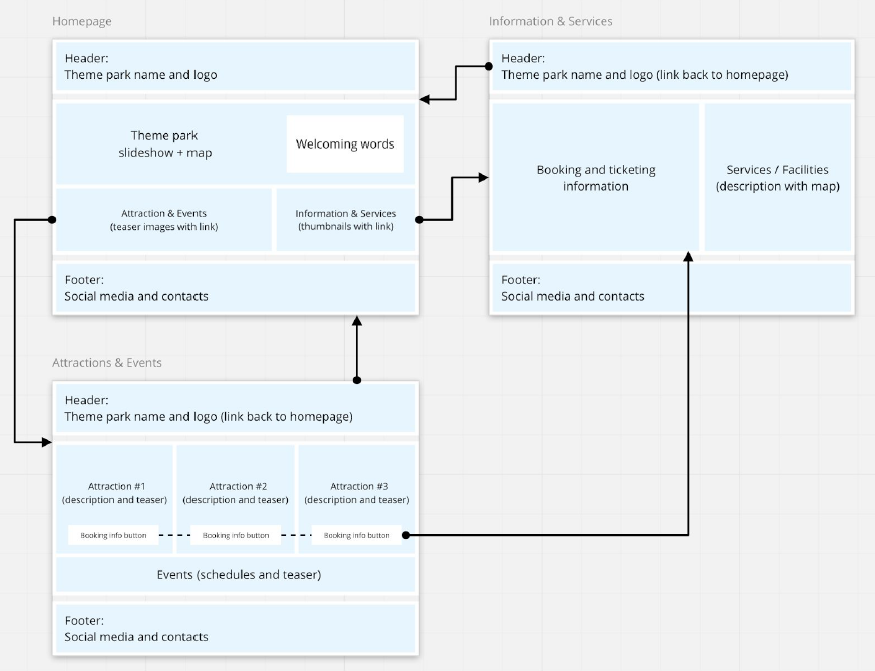 Homepage
Header:
Theme park name and logo
Theme park
slideshow + map
Welcoming words
Attraction & Events
(teaser images with link)
Information & Services
(thumbnails with link)
Footer:
Social media and contacts
Information & Services
Header:
Theme park name and logo (link back to homepage)
Booking and ticketing
information
Services / Facilities
(description with map)
Footer:
Social media and contacts
Attractions & Events
Header:
Theme park name and logo (link back to homepage)
Attraction #1
(description and teaser)
Booking info button
Attraction #2
(description and teaser)
Booking info button
Attraction #3
(description and teaser)
Booking info button
Events (schedules and teaser)
Footer:
Social media and contacts